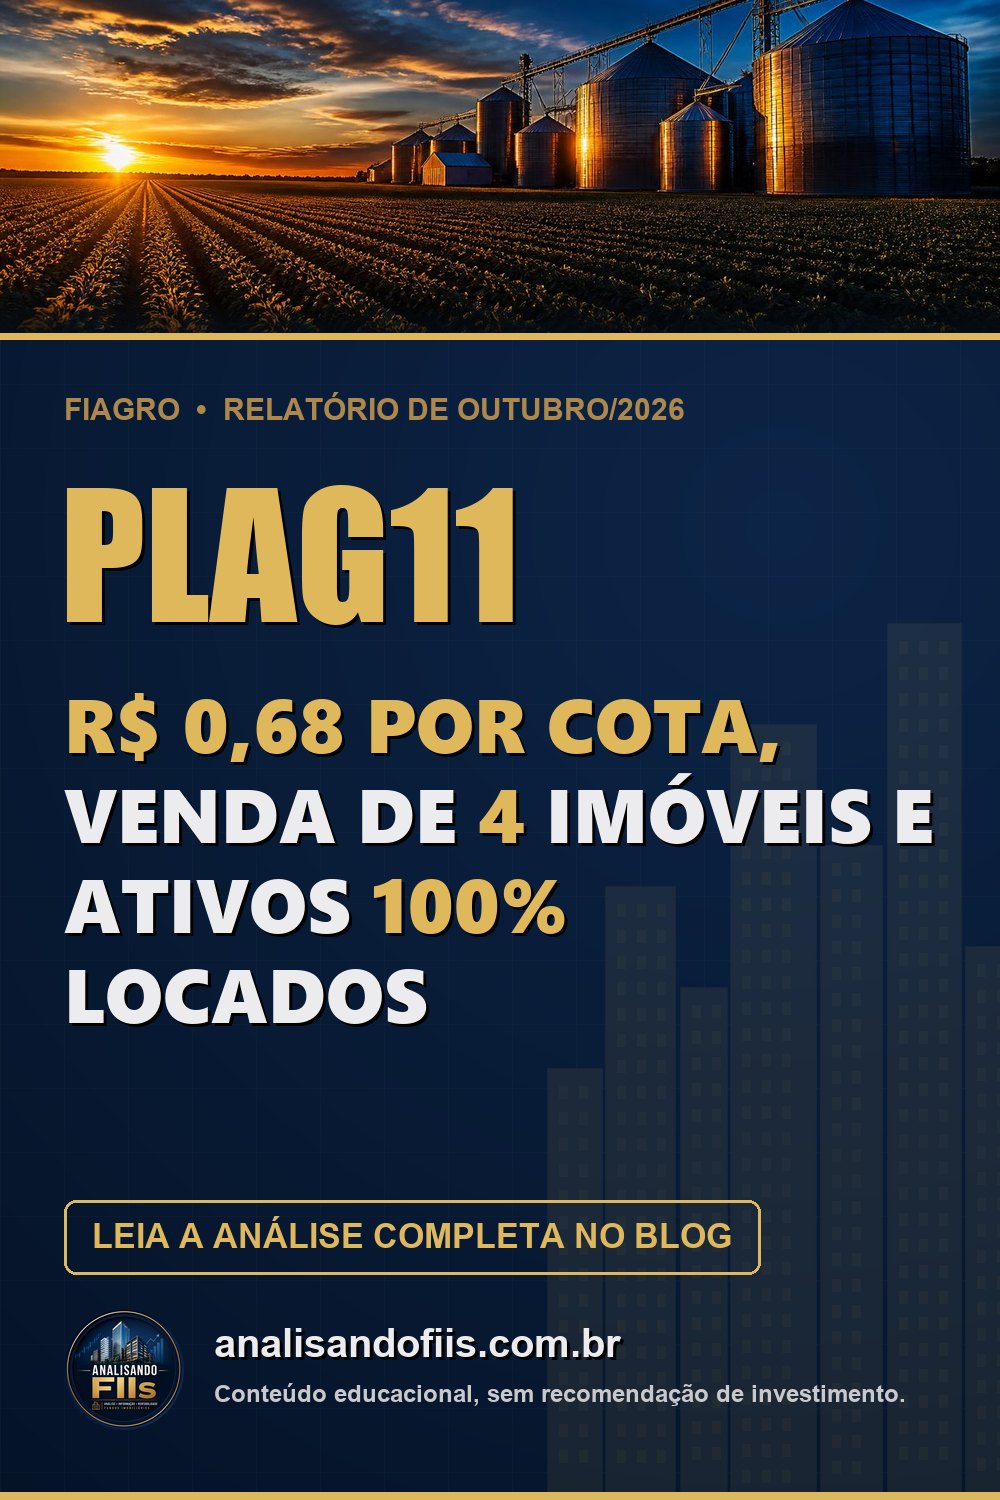 FIAGRO • RELATÓRIO DE OUTUBRO/2026
PLAG11
R$ 0,68 POR COTA,
VENDA DE 4 IMÓVEIS E
ATIVOS 100%
LOCADOS
LEIA A ANÁLISE COMPLETA NO BLOG
ANALISANDO
FIIs
analisandofiis.com.br
Conteúdo educacional, sem recomendação de investimento.